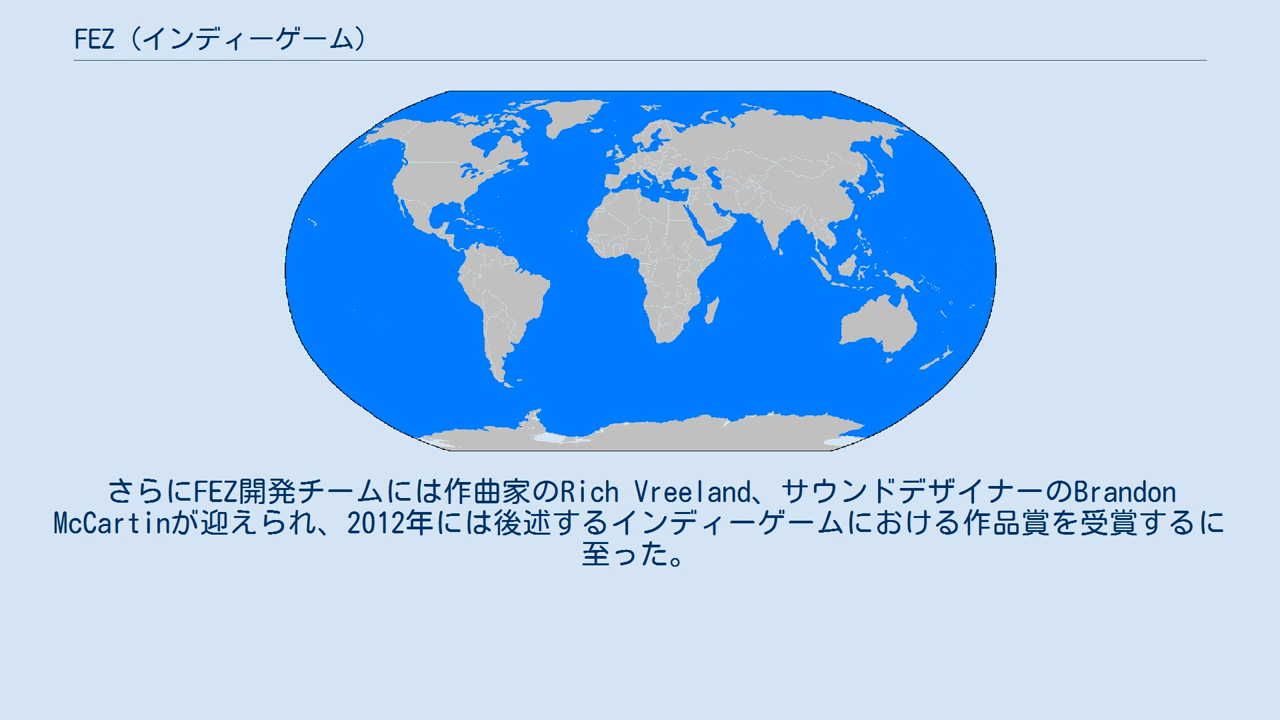 FEZ（インディーゲーム）
さらにFEZ開発チームには作曲家のRich Vreeland、サウンドデザイナーのBrandon
McCartinが迎えられ、2012年には後述するインディーゲームにおける作品賞を受賞するに
至った。